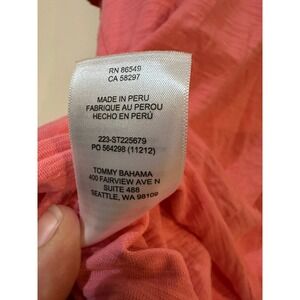 RN 86549
CA 58297
MADE IN PERU
FABRIQUE AU PEROU
HECHO EN PERÚ
223-ST225679
PO 564298 (11212)
TOMMY BAHAMA
400 FAIRVIEW AVE N
SUITE 488
SEATTLE, WA 98109